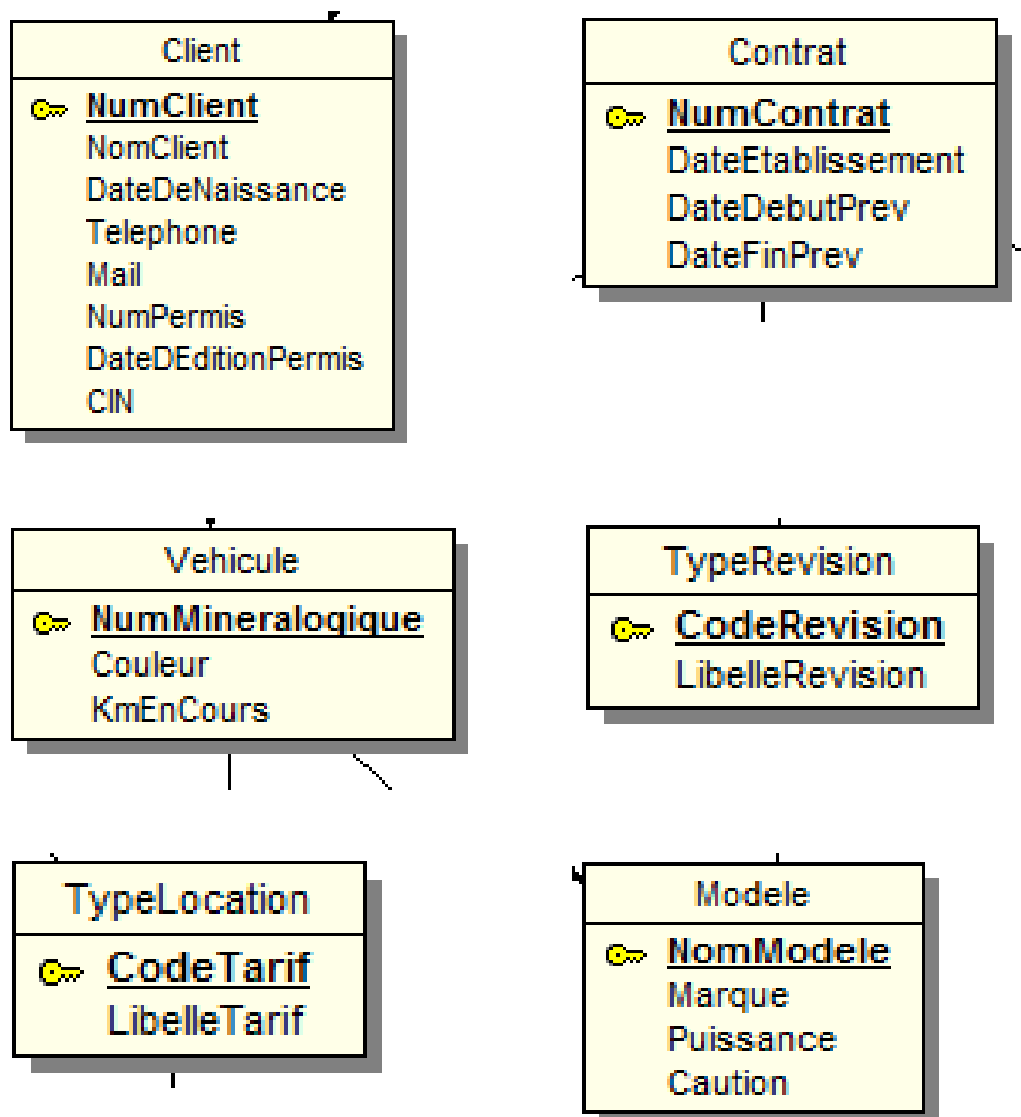 Client
NumClient
NomClient
DateDeNaissance
Telephone
Mail
NumPermis
DateDEditionPermis
CIN
Contrat
NumContrat
DateEtablissement
DateDebutPrev
DateFinPrev
Vehicule
NumMineralogique
Couleur
KmEnCours
TypeRevision
CodeRevision
LibelleRevision
TypeLocation
CodeTarif
LibelleTarif
Modele
NomModele
Marque
Puissance
Caution